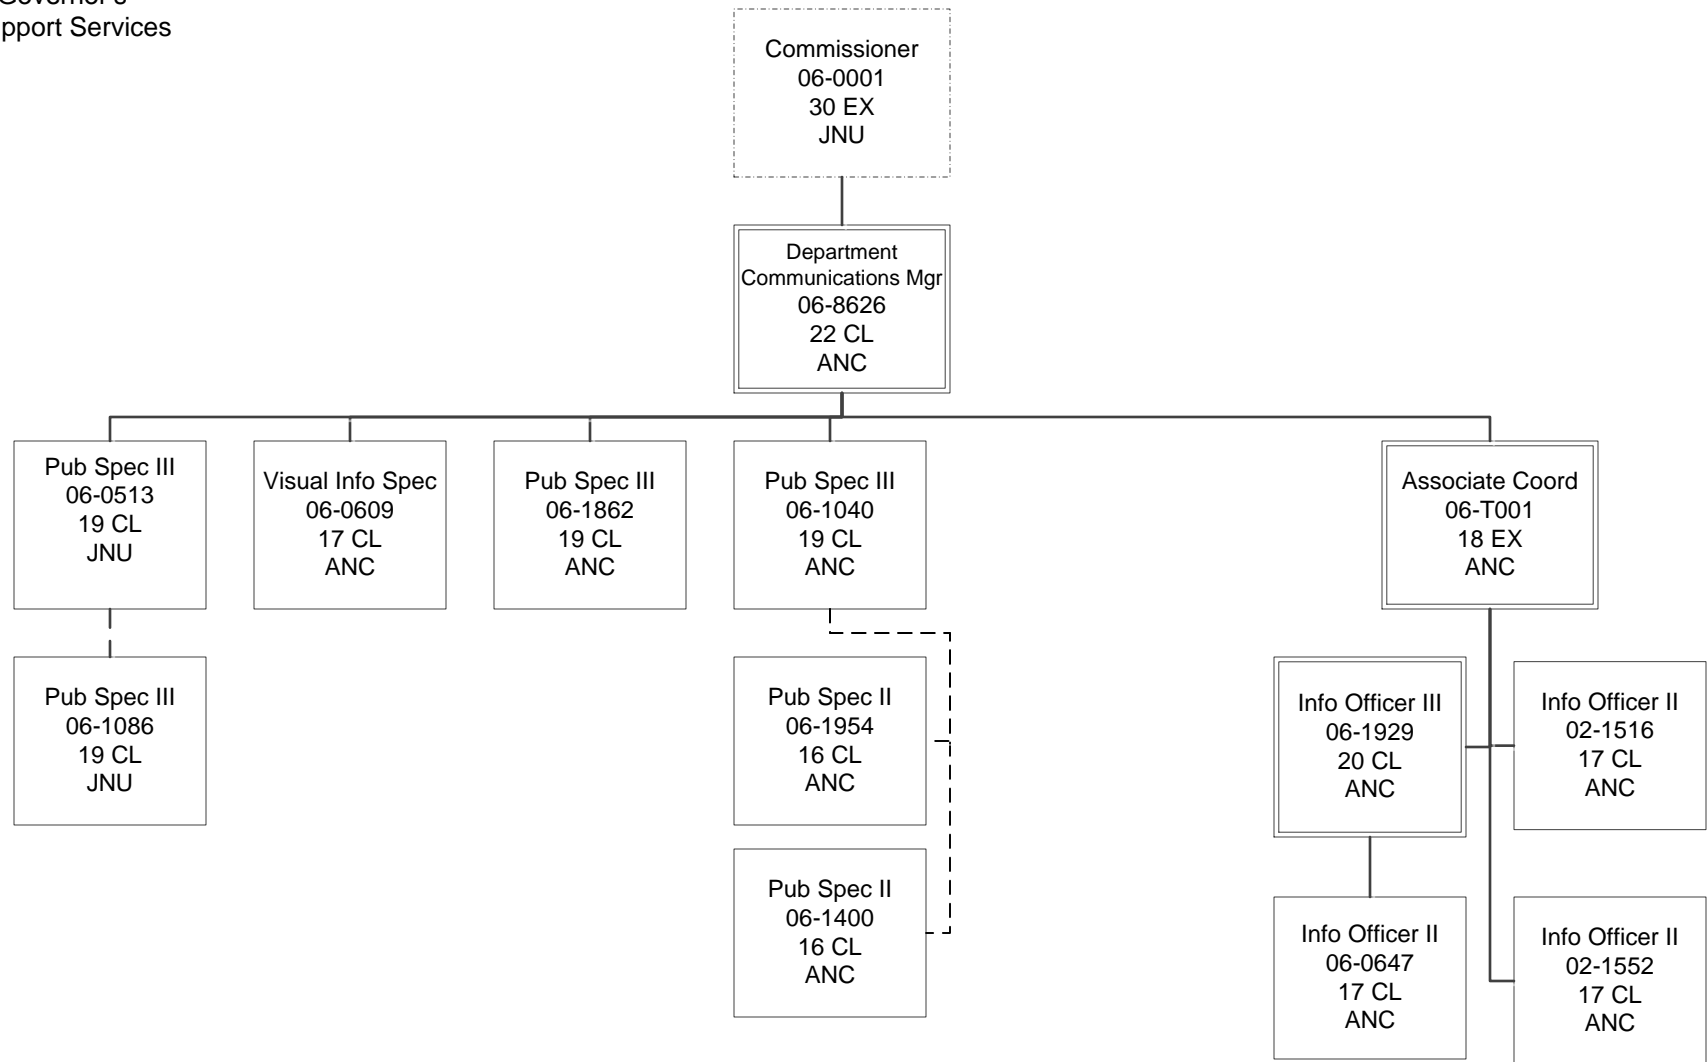 pport Services
Commissioner
06-0001
30 EX
JNU
Department
Communications Mgr
06-8626
22 CL
ANC
Pub Spec III
06-0513
19 CL
JNU
Visual Info Spec
06-0609
17 CL
ANC
Pub Spec III
06-1862
19 CL
ANC
Pub Spec III
06-1040
19 CL
ANC
Associate Coord
06-T001
18 EX
ANC
Pub Spec III
06-1086
19 CL
JNU
Pub Spec II
06-1954
16 CL
ANC
Info Officer III
06-1929
20 CL
ANC
Info Officer II
02-1516
17 CL
ANC
Pub Spec II
06-1400
16 CL
ANC
Info Officer II
06-0647
17 CL
ANC
Info Officer II
02-1552
17 CL
ANC